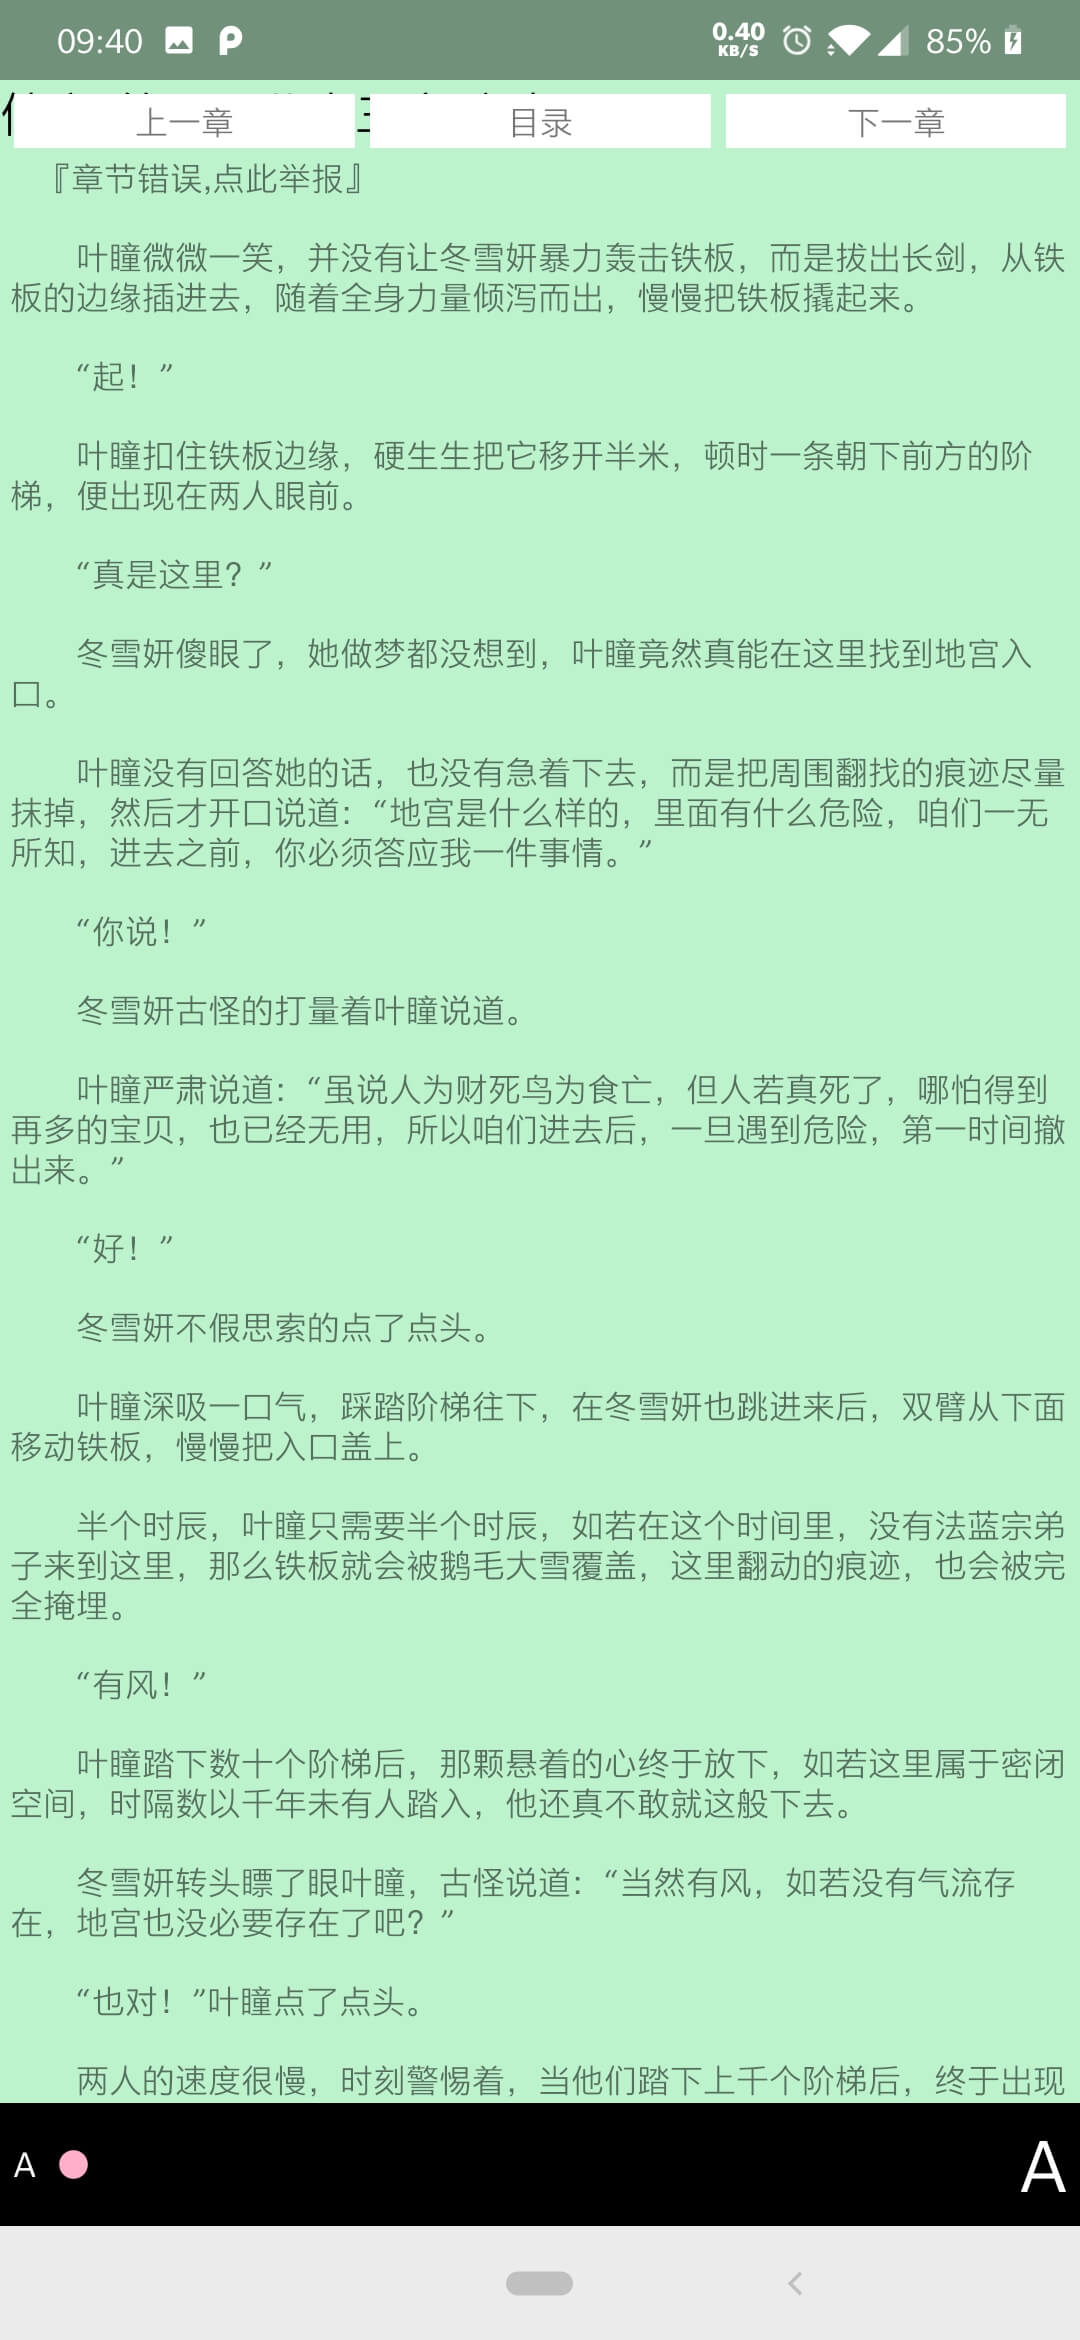 09:40
0.40
KB/S
85%
上一章
目录
下一章
『章节错误,点此举报』
叶瞳微微一笑，并没有让冬雪妍暴力轰击铁板，而是拔出长剑，从铁
板的边缘插进去，随着全身力量倾泻而出，慢慢把铁板撬起来。
“起！”
叶瞳扣住铁板边缘，硬生生把它移开半米，顿时一条朝下前方的阶
梯，便出现在两人眼前。
“真是这里？”
冬雪妍傻眼了，她做梦都没想到，叶瞳竟然真能在这里找到地宫入
口。
叶瞳没有回答她的话，也没有急着下去，而是把周围翻找的痕迹尽量
抹掉，然后才开口说道：“地宫是什么样的，里面有什么危险，咱们一无
所知，进去之前，你必须答应我一件事情。”
“你说！”
冬雪妍古怪的打量着叶瞳说道。
叶瞳严肃说道：“虽说人为财死鸟为食亡，但人若真死了，哪怕得到
再多的宝贝，也已经无用，所以咱们进去后，一旦遇到危险，第一时间撤
出来。”
“好！”
冬雪妍不假思索的点了点头。
叶瞳深吸一口气，踩踏阶梯往下，在冬雪妍也跳进来后，双臂从下面
移动铁板，慢慢把入口盖上。
半个时辰，叶瞳只需要半个时辰，如若在这个时间里，没有法蓝宗弟
子来到这里，那么铁板就会被鹅毛大雪覆盖，这里翻动的痕迹，也会被完
全掩埋。
“有风！”
叶瞳踏下数十个阶梯后，那颗悬着的心终于放下，如若这里属于密闭
空间，时隔数以千年未有人踏入，他还真不敢就这般下去。
冬雪妍转头瞟了眼叶瞳，古怪说道：“当然有风，如若没有气流存
在，地宫也没必要存在了吧？”
“也对！”叶瞳点了点头。
两人的速度很慢，时刻警惕着，当他们踏下上千个阶梯后，终于出现
A
A